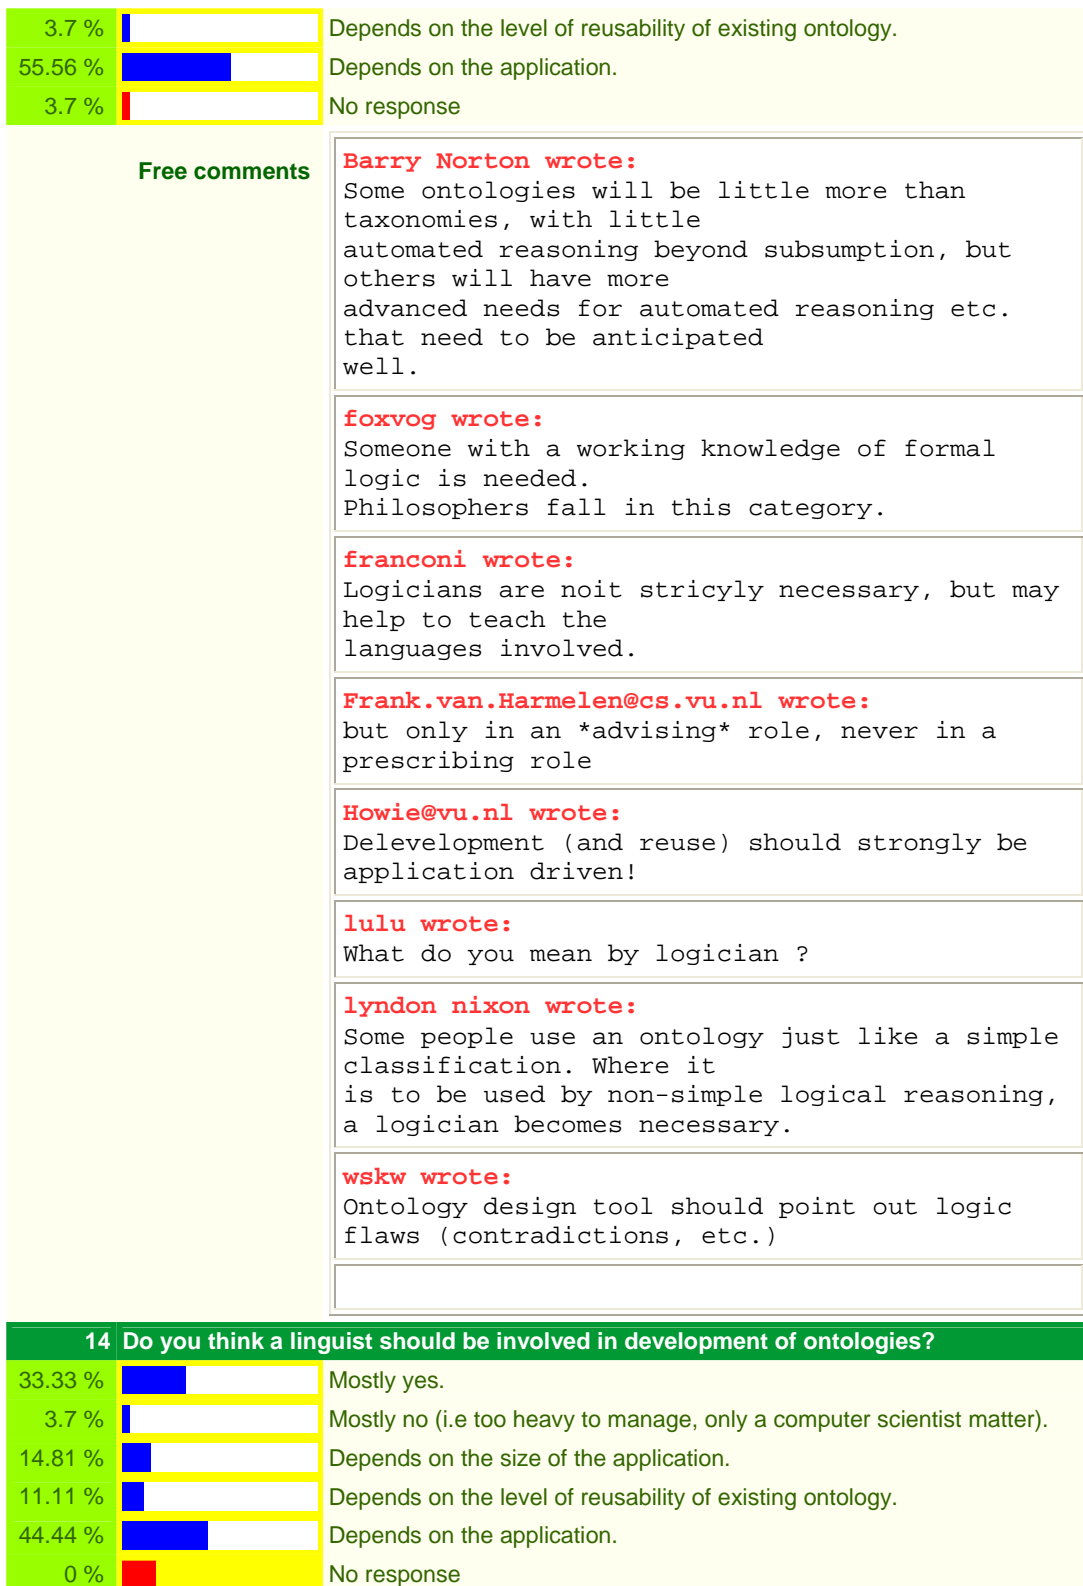 3.7 % Depends on the level of reusability of existing ontology.
55.56 % Depends on the application.
3.7 % No response
Free comments
Barry Norton wrote:
Some ontologies will be little more than
taxonomies, with little
automated reasoning beyond subsumption, but
others will have more
advanced needs for automated reasoning etc.
that need to be anticipated
well.
foxvog wrote:
Someone with a working knowledge of formal
logic is needed.
Philosophers fall in this category.
franconi wrote:
Logicians are noit stricyly necessary, but may
help to teach the
languages involved.
Frank.van.Harmelen@cs.vu.nl wrote:
but only in an *advising* role, never in a
prescribing role
Howie@vu.nl wrote:
Delevelopment (and reuse) should strongly be
application driven!
lulu wrote:
What do you mean by logician ?
lyndon nixon wrote:
Some people use an ontology just like a simple
classification. Where it
is to be used by non-simple logical reasoning,
a logician becomes necessary.
wskw wrote:
Ontology design tool should point out logic
flaws (contradictions, etc.)
14 Do you think a linguist should be involved in development of ontologies?
33.33 % Mostly yes.
3.7 % Mostly no (i.e too heavy to manage, only a computer scientist matter).
14.81 % Depends on the size of the application.
11.11 % Depends on the level of reusability of existing ontology.
44.44 % Depends on the application.
0 % No response